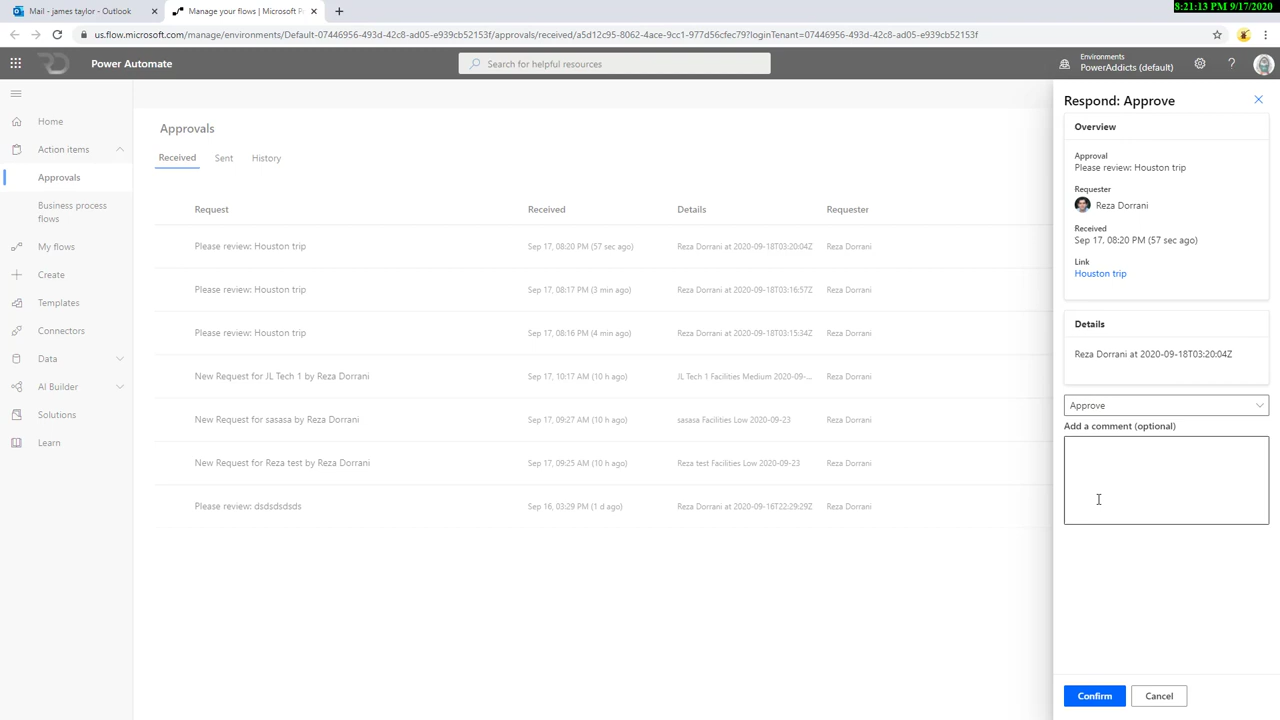 8:21:13 PM 9/17/2020
Mail - james taylor - Outlook
Manage your flows | Microsoft P
us.flow.microsoft.com/manage/environments/Default-07446956-493d-42c8-ad05-e939cb52153f/approvals/received/a5d12c95-8062-4ace-9cc1-977d56cfec79?loginTenant=07446956-493d-42c8-ad05-e939cb52153f
Power Automate
Search for helpful resources
Environments
PowerAddicts (default)
Home
Action items
Approvals
Business process
flows
My flows
Create
Templates
Connectors
Data
AI Builder
Solutions
Learn
Approvals
Received Sent History
Request Received Details Requester
Please review: Houston trip Sep 17, 08:20 PM (57 sec ago) Reza Dorrani at 2020-09-18T03:20:04Z Reza Dorrani
Please review: Houston trip Sep 17, 08:17 PM (3 min ago) Reza Dorrani at 2020-09-18T03:16:57Z Reza Dorrani
Please review: Houston trip Sep 17, 08:16 PM (4 min ago) Reza Dorrani at 2020-09-18T03:15:34Z Reza Dorrani
New Request for JL Tech 1 by Reza Dorrani Sep 17, 10:17 AM (10 h ago) JL Tech 1 Facilities Medium 2020-09-... Reza Dorrani
New Request for sasasa by Reza Dorrani Sep 17, 09:27 AM (10 h ago) sasasa Facilities Low 2020-09-23 Reza Dorrani
New Request for Reza test by Reza Dorrani Sep 17, 09:25 AM (10 h ago) Reza test Facilities Low 2020-09-23 Reza Dorrani
Please review: dsdsdsdsds Sep 16, 03:29 PM (1 d ago) Reza Dorrani at 2020-09-16T22:29:29Z Reza Dorrani
Respond: Approve
Overview
Approval
Please review: Houston trip
Requester
Reza Dorrani
Received
Sep 17, 08:20 PM (57 sec ago)
Link
Houston trip
Details
Reza Dorrani at 2020-09-18T03:20:04Z
Approve
Add a comment (optional)
Confirm Cancel